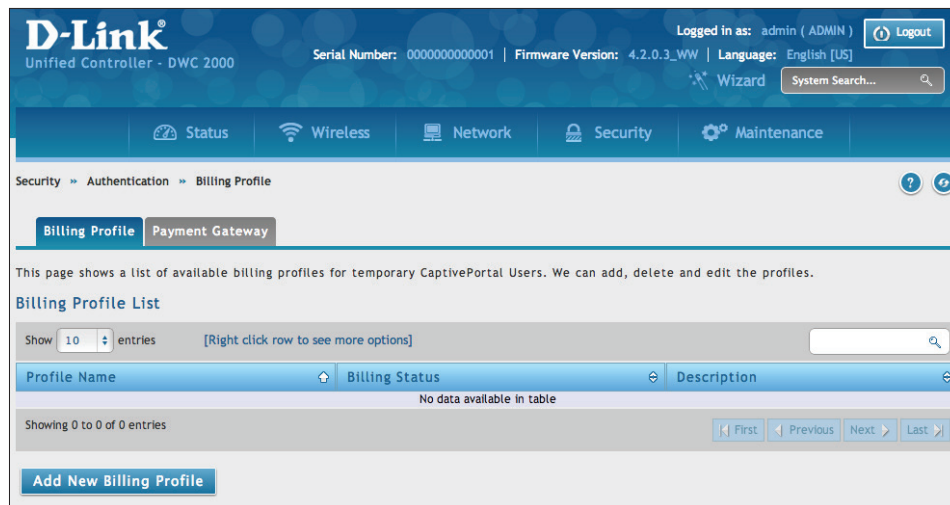 D-Link®
Unified Controller - DWC 2000
Logged in as: admin ( ADMIN )
Logout
Serial Number: 0000000000001 | Firmware Version: 4.2.0.3_WW | Language: English [US]
Wizard
System Search...
Status
Wireless
Network
Security
Maintenance
Security » Authentication » Billing Profile
?
Billing Profile
Payment Gateway
This page shows a list of available billing profiles for temporary CaptivePortal Users. We can add, delete and edit the profiles.
Billing Profile List
Show 10 entries
[Right click row to see more options]
Profile Name
Billing Status
Description
No data available in table
Showing 0 to 0 of 0 entries
First
Previous
Next
Last
Add New Billing Profile